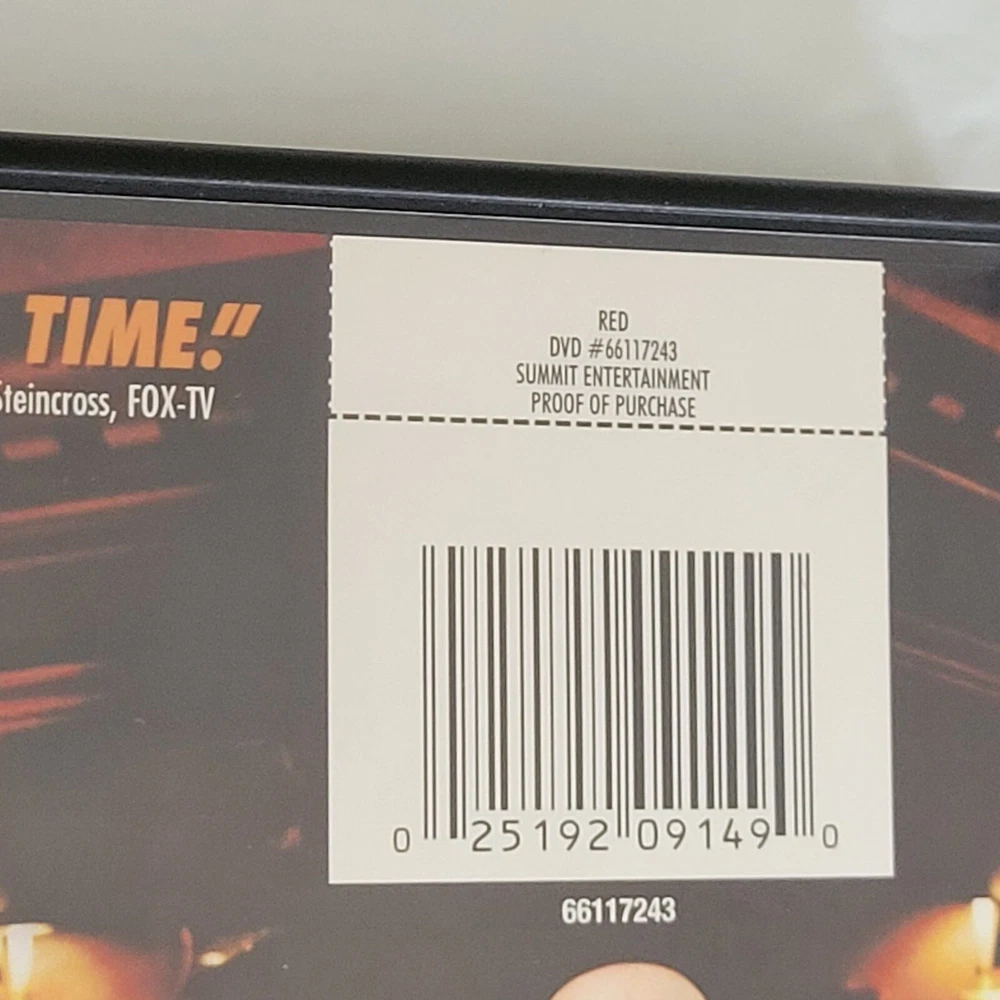 TIME."
Steincross, FOX-TV
RED
DVD #66117243
SUMMIT ENTERTAINMENT
PROOF OF PURCHASE
0 25192 09149 0
66117243